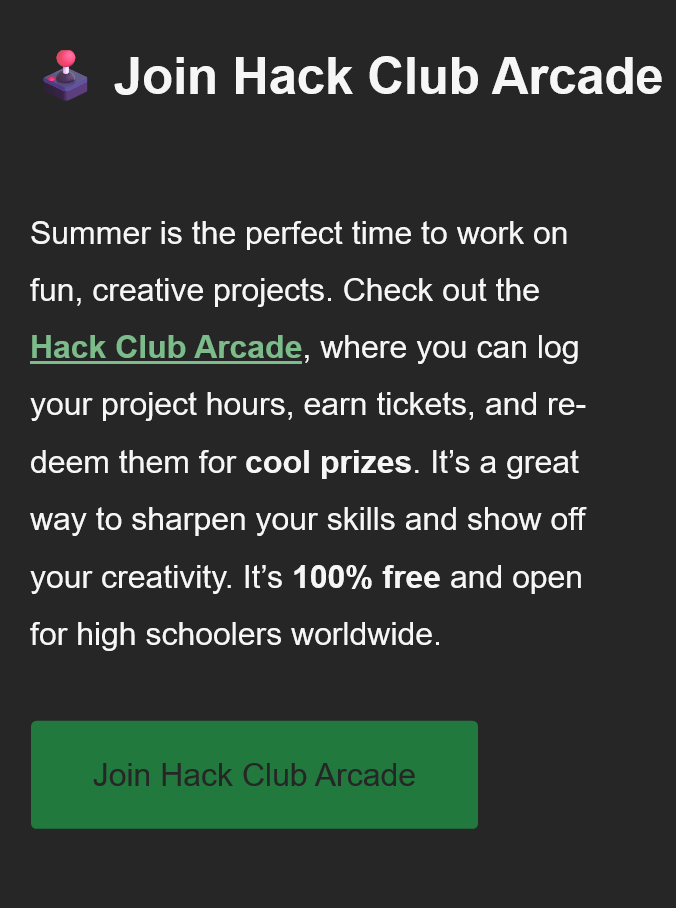 Join Hack Club Arcade
Summer is the perfect time to work on
fun, creative projects. Check out the
Hack Club Arcade, where you can log
your project hours, earn tickets, and re-
deem them for cool prizes. It’s a great
way to sharpen your skills and show off
your creativity. It’s 100% free and open
for high schoolers worldwide.
Join Hack Club Arcade